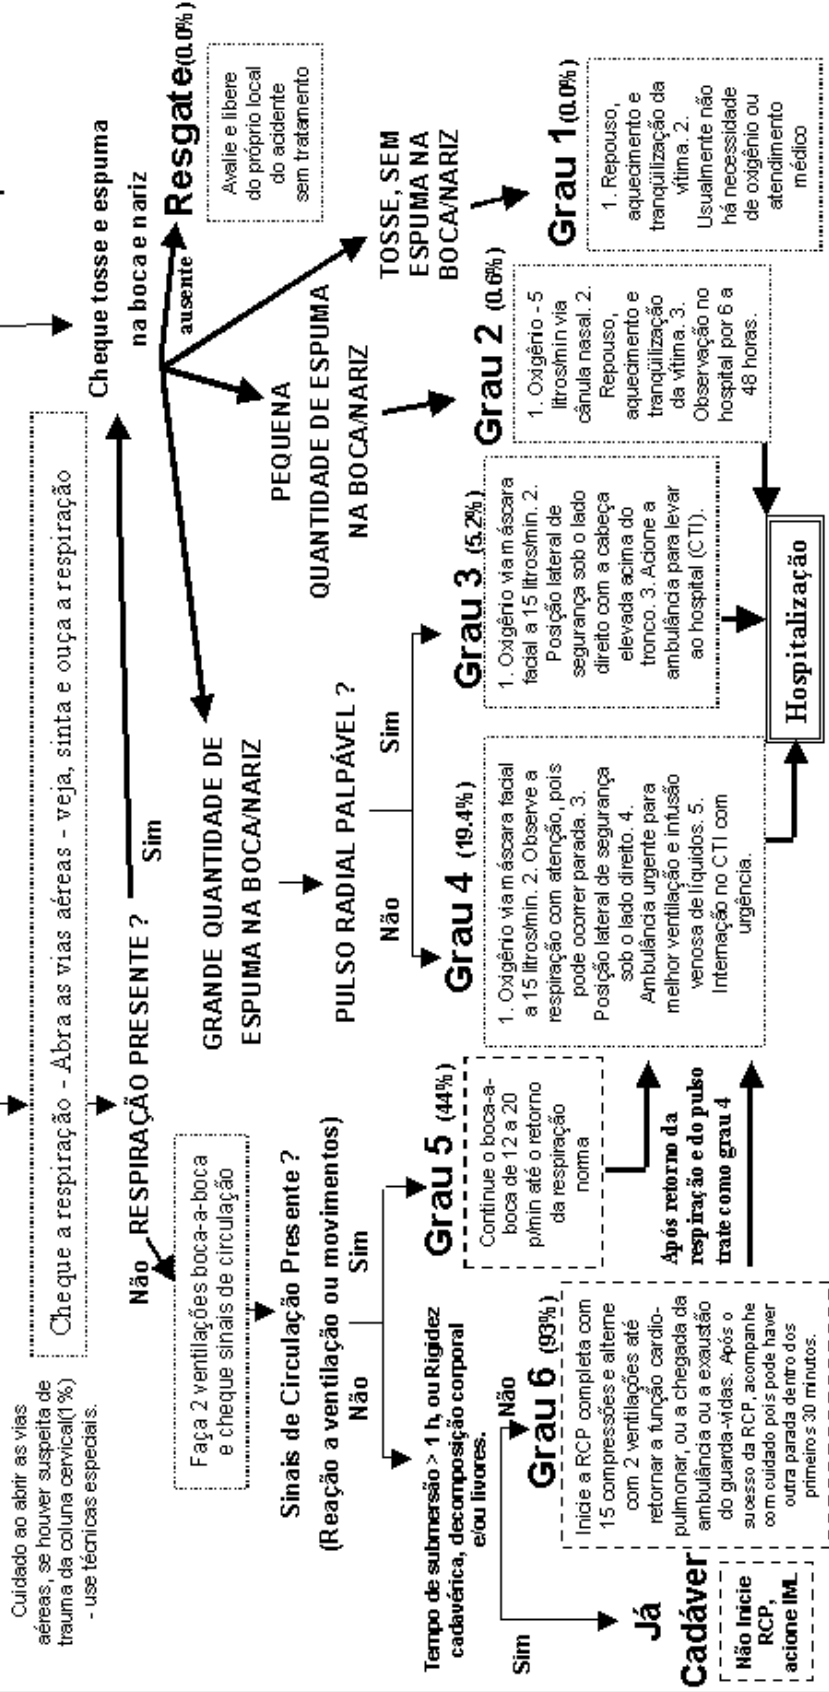 Cuidado ao abrir as vias
aéreas, se houver suspeita de
trauma da coluna cervical(1%)
- use técnicas especiais.
Cheque a respiração - Abra as vias aéreas - veja, sinta e ouça a respiração
Não RESPIRAÇÃO PRESENTE ?
Sim
Cheque tosse e espuma
na boca e nariz
ausente
Resgate(0.0%)
Avalie e libere
do próprio local
do acidente
sem tratamento
Faça 2 ventilações boca-a-boca
e cheque sinais de circulação
Sinais de Circulação Presente ?
(Reação a ventilação ou movimentos)
Não
Sim
GRANDE QUANTIDADE DE
ESPUMA NA BOCA/NARIZ
PULSO RADIAL PALPÁVEL ?
Não
Sim
PEQUENA
QUANTIDADE DE ESPUMA
NA BOCA/NARIZ
TOSSE, SEM
ESPUMA NA
BOCA/NARIZ
Tempo de submersão > 1 h, ou Rigidez
cadavérica, decomposição corporal
e/ou livores.
Sim
Não
Já
Cadáver
Não Inicie
RCP,
acione IML
Grau 6 (93%)
Inicie a RCP completa com
15 compressões e alterne
com 2 ventilações até
retornar a função cardio-
pulmonar, ou a chegada da
ambulância ou a exaustão
do guarda-vidas. Após o
sucesso da RCP, acompanhe
com cuidado pois pode haver
outra parada dentro dos
primeiros 30 minutos.
Grau 5 (44%)
Continue o boca-a-
boca de 12 a 20
p/min até o retorno
da respiração
norma
Após retorno da
respiração e do pulso
trate como grau 4
Grau 4 (19.4%)
1. Oxigênio via máscara facial
a 15 litros/min. 2. Observe a
respiração com atenção, pois
pode ocorrer parada. 3.
Posição lateral de segurança
sob o lado direito. 4.
Ambulância urgente para
melhor ventilação e infusão
venosa de líquidos. 5.
Internação no CTI com
urgência.
Grau 3 (5.2%)
1. Oxigênio via máscara
facial a 15 litros/min. 2.
Posição lateral de
segurança sob o lado
direito com a cabeça
elevada acima do
tronco. 3. Acione a
ambulância para levar
ao hospital (CTI).
Grau 2 (0.6%)
1. Oxigênio - 5
litros/min via
cânula nasal. 2.
Repouso,
aquecimento e
tranqüilização
da vítima. 3.
Observação no
hospital por 6 a
48 horas.
Grau 1(0.0%)
1. Repouso,
aquecimento e
tranqüilização da
vítima. 2.
Usualmente não
há necessidade
de oxigênio ou
atendimento
médico
Hospitalização